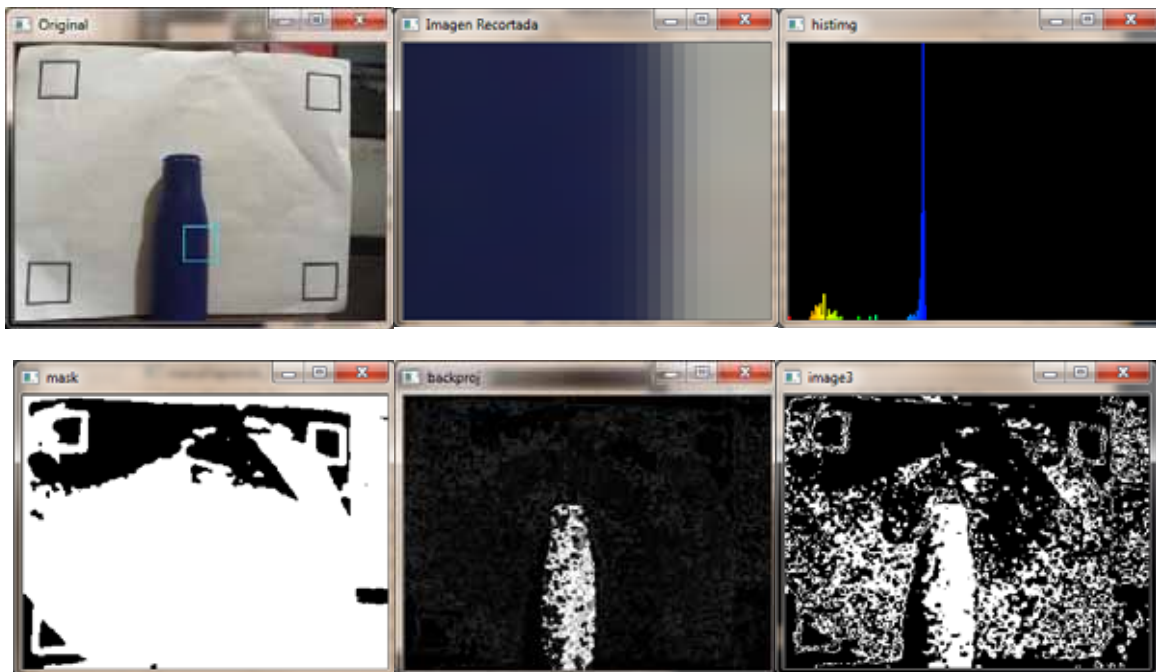 Original
Imagen Recortada
histimg
mask
backproj
image3